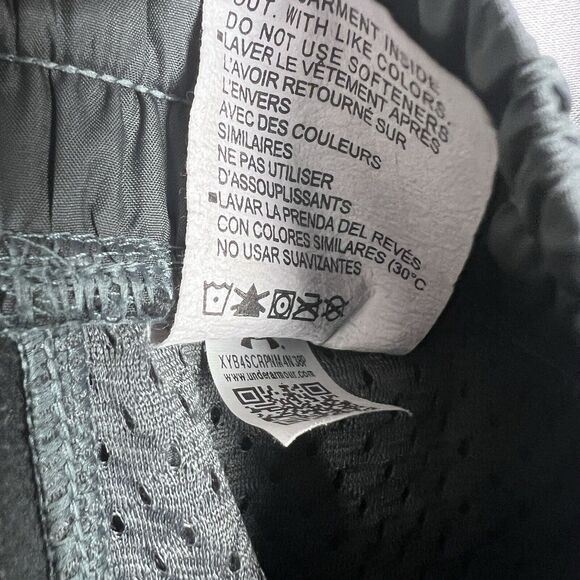 GARMENT INSIDE
OUT. WITH LIKE COLORS.
DO NOT USE SOFTENERS
▪LAVER LE VÊTEMENT APRÈS
L'AVOIR RETOURNÉ SUR
L'ENVERS
AVEC DES COULEURS
SIMILAIRES
NE PAS UTILISER
D'ASSOUPLISSANTS
▪LAVAR LA PRENDA DEL REVÉS
CON COLORES SIMILARES (30°C
NO USAR SUAVIZANTES
XYB4SCRPNM4N38P
www.underarmour.com